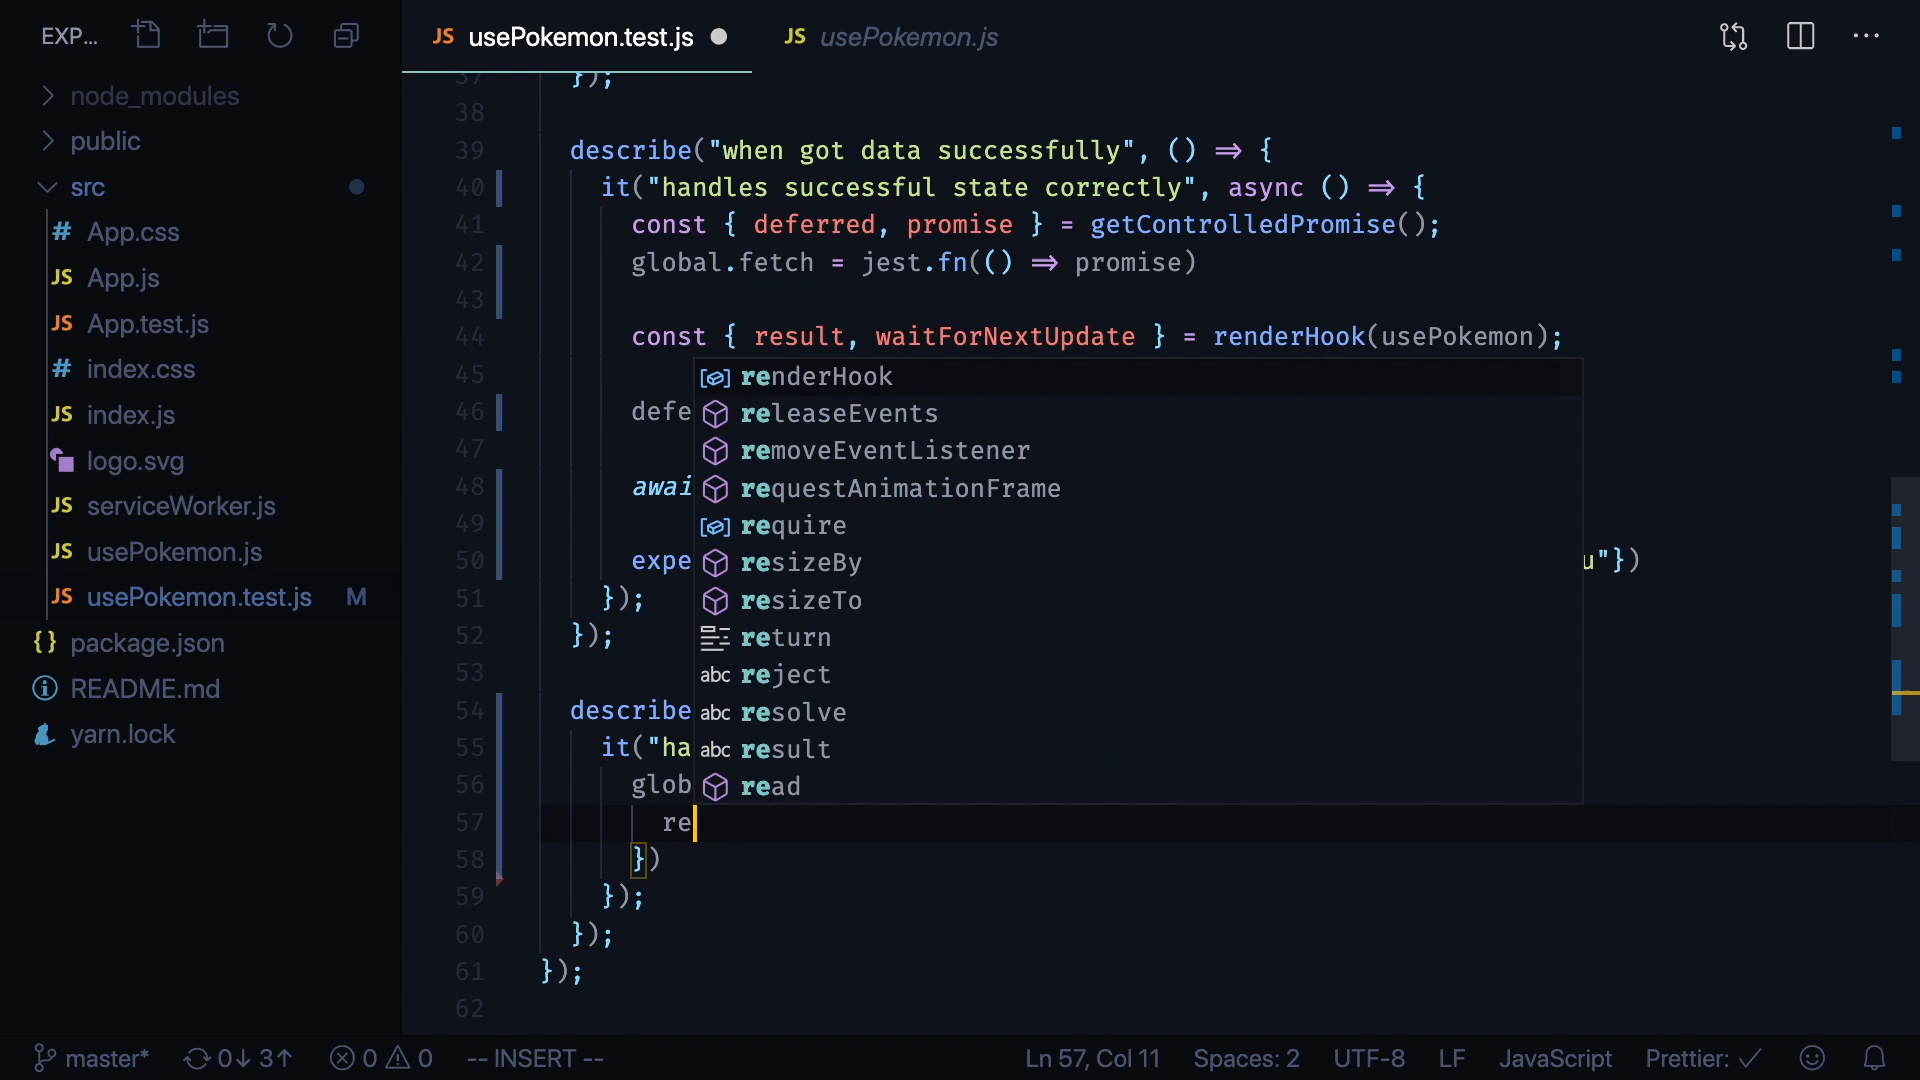 EXP...
JS usePokemon.test.js
JS usePokemon.js
node_modules
public
src
# App.css
JS App.js
JS App.test.js
# index.css
JS index.js
logo.svg
JS serviceWorker.js
JS usePokemon.js
JS usePokemon.test.js M
{} package.json
README.md
yarn.lock
37 });
38
39 describe("when got data successfully", () => {
40 it("handles successful state correctly", async () => {
41 const { deferred, promise } = getControlledPromise();
42 global.fetch = jest.fn(() => promise)
43
44 const { result, waitForNextUpdate } = renderHook(usePokemon);
45
46 defe
47
48 awai
49
50 expe u"})
51 });
52 });
53
54 describe
55 it("ha
56 glob
57 re
58 })
59 });
60 });
61 });
62
renderHook
releaseEvents
removeEventListener
requestAnimationFrame
require
resizeBy
resizeTo
return
abc reject
abc resolve
abc result
read
master* 0↓ 3↑ 0 0 -- INSERT -- Ln 57, Col 11 Spaces: 2 UTF-8 LF JavaScript Prettier: ✓